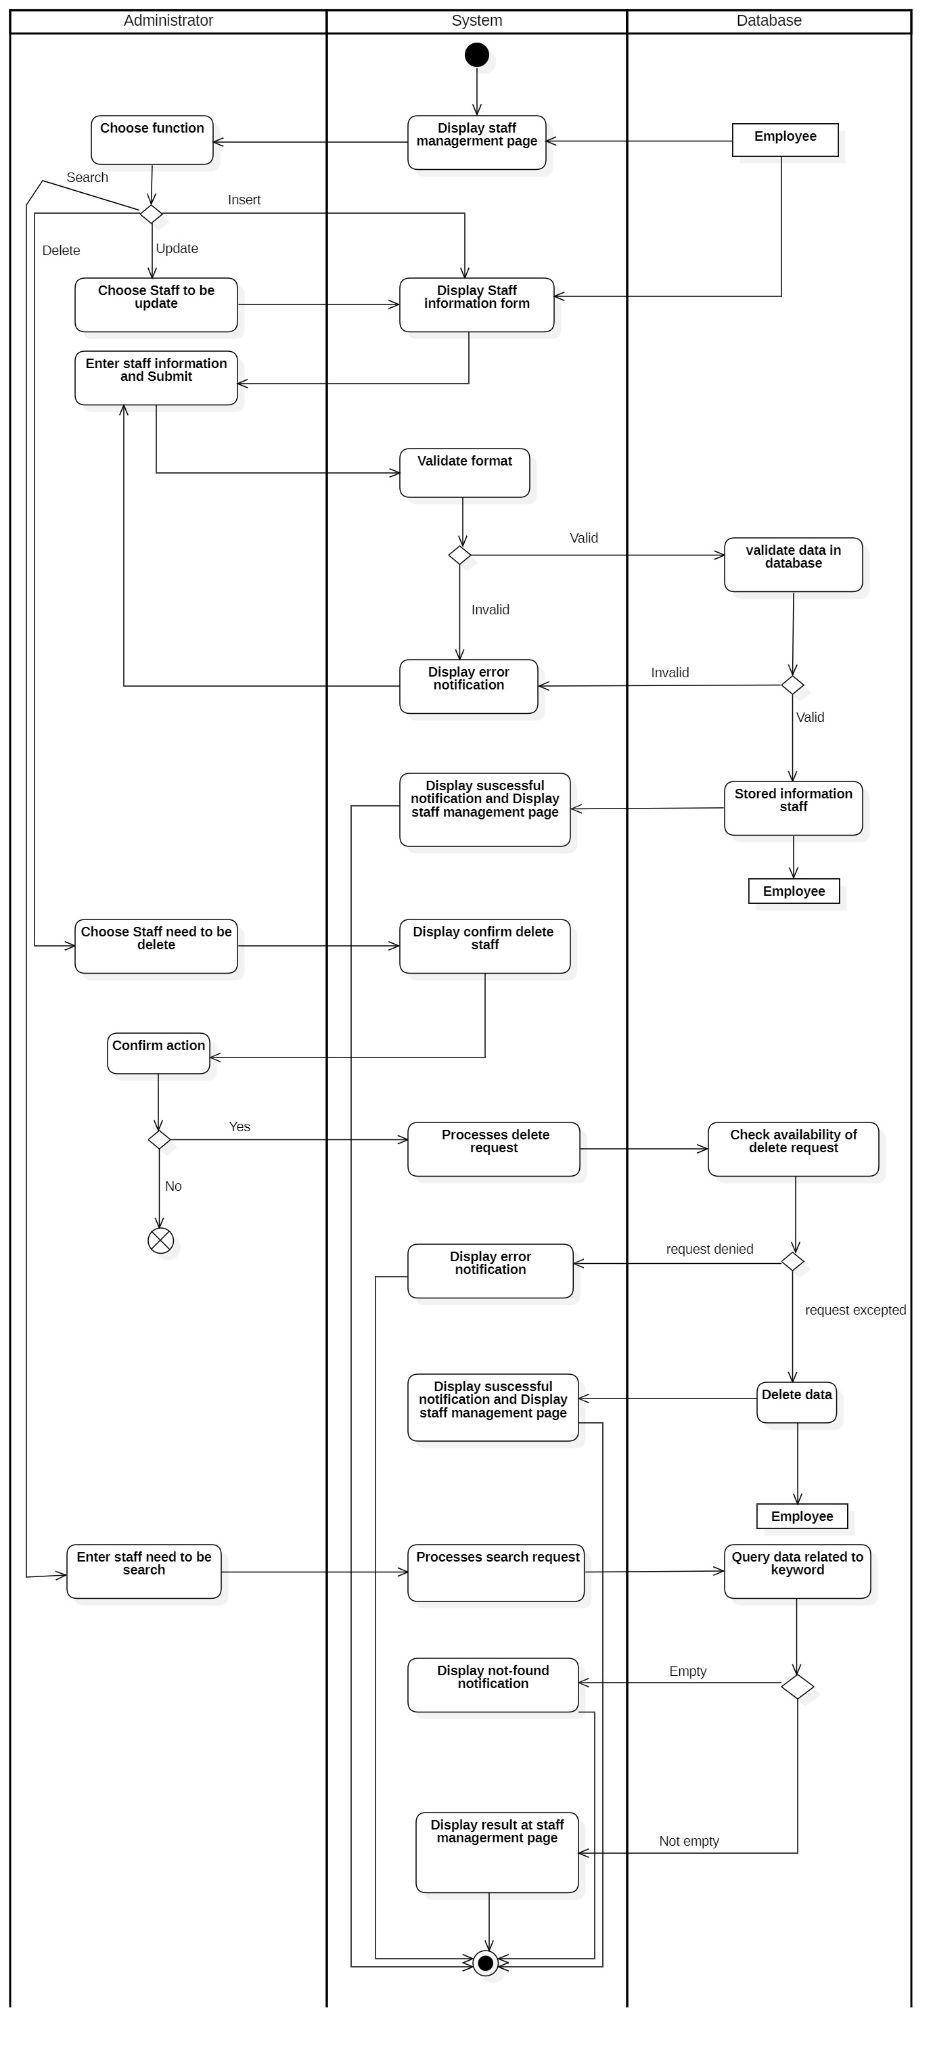 Administrator
System
Database
Choose function
Display staff
managerment page
Employee
Search
Insert
Delete
Update
Choose Staff to be
update
Display Staff
information form
Enter staff information
and Submit
Validate format
Valid
validate data in
database
Invalid
Display error
notification
Invalid
Valid
Display suscessful
notification and Display
staff management page
Stored information
staff
Employee
Choose Staff need to be
delete
Display confirm delete
staff
Confirm action
Yes
Processes delete
request
Check availability of
delete request
No
Display error
notification
request denied
request excepted
Display suscessful
notification and Display
staff management page
Delete data
Employee
Enter staff need to be
search
Processes search request
Query data related to
keyword
Display not-found
notification
Empty
Display result at staff
managerment page
Not empty